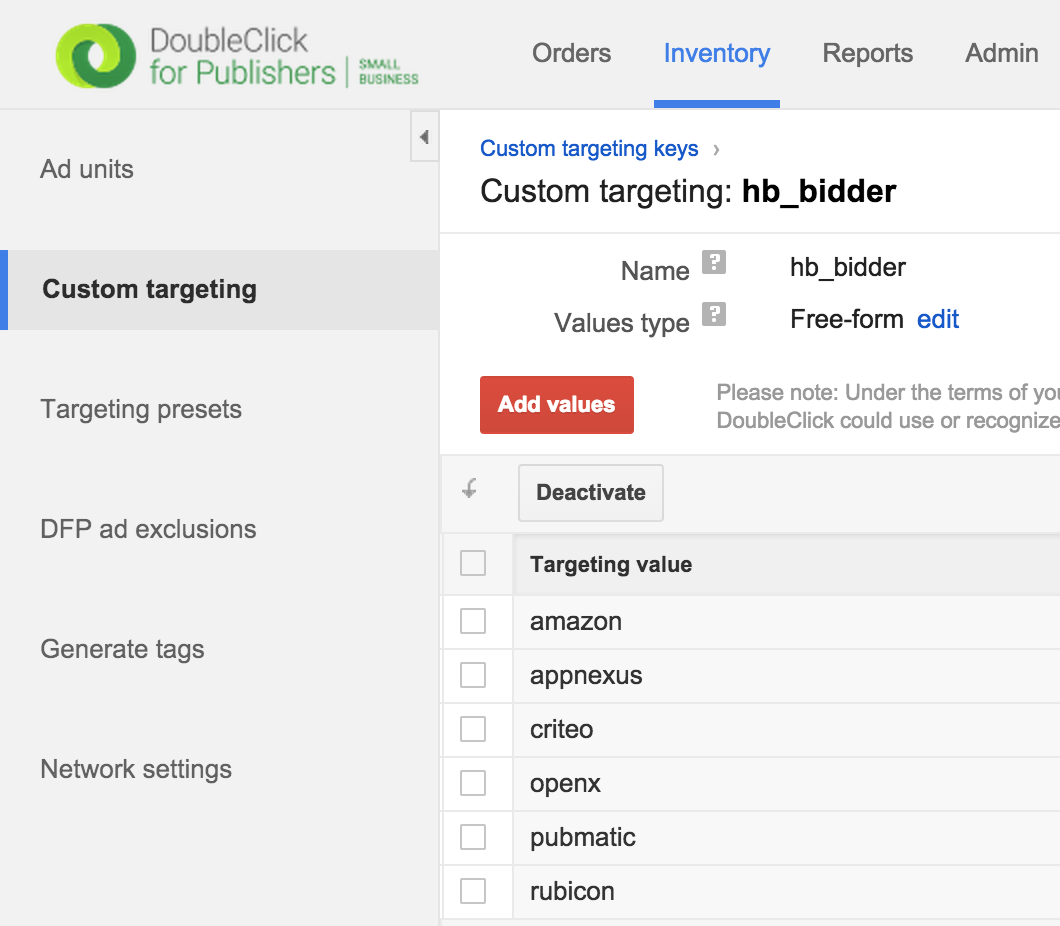 DoubleClick
for Publishers | SMALL BUSINESS
Orders
Inventory
Reports
Admin
Ad units
Custom targeting
Targeting presets
DFP ad exclusions
Generate tags
Network settings
Custom targeting keys ›
Custom targeting: hb_bidder
Name ? hb_bidder
Values type ? Free-form edit
Add values
Please note: Under the terms of you
DoubleClick could use or recognize
Deactivate
Targeting value
amazon
appnexus
criteo
openx
pubmatic
rubicon